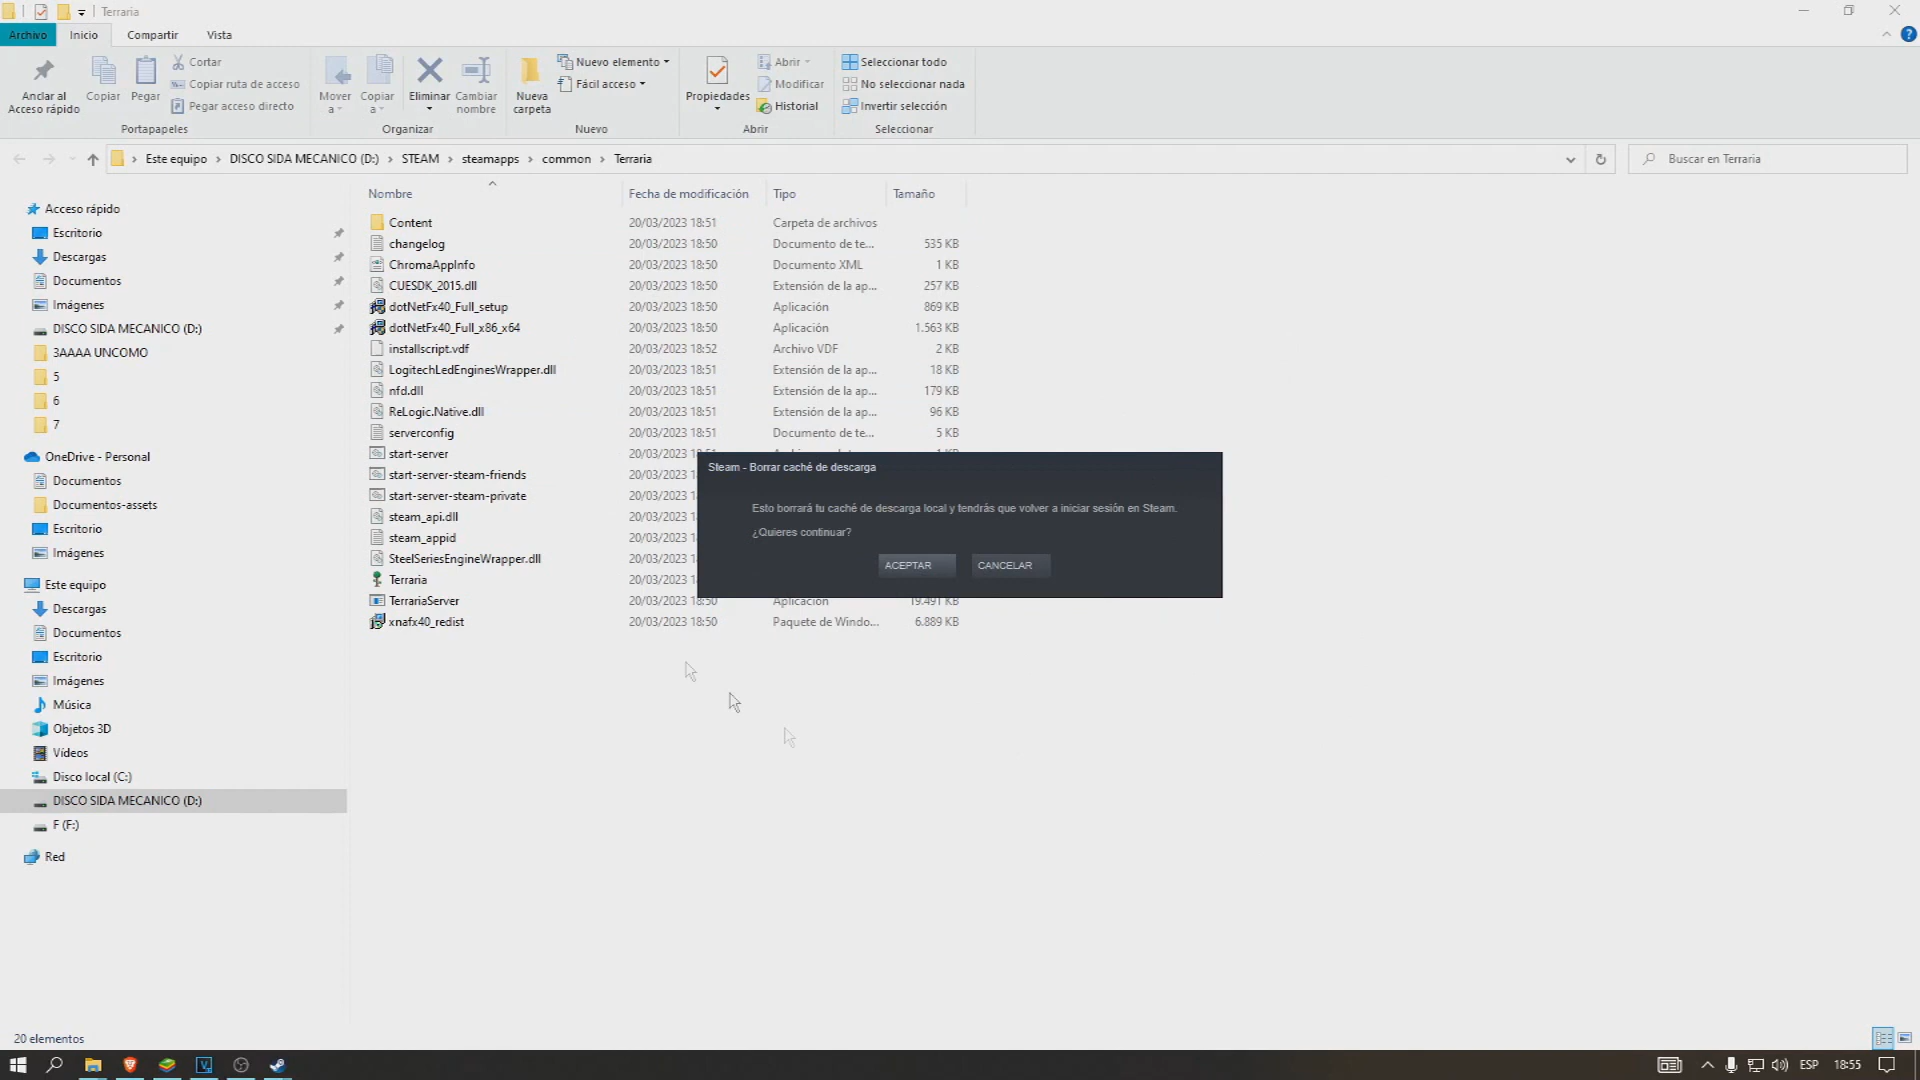 Terraria
Archivo Inicio Compartir Vista
Anclar al Acceso rápido
Copiar
Pegar
Cortar
Copiar ruta de acceso
Pegar acceso directo
Portapapeles
Mover a
Copiar a
Eliminar
Cambiar nombre
Organizar
Nueva carpeta
Nuevo elemento
Fácil acceso
Nuevo
Propiedades
Abrir
Modificar
Historial
Abrir
Seleccionar todo
No seleccionar nada
Invertir selección
Seleccionar
Este equipo > DISCO SIDA MECANICO (D:) > STEAM > steamapps > common > Terraria
Buscar en Terraria
Acceso rápido
Escritorio
Descargas
Documentos
Imágenes
DISCO SIDA MECANICO (D:)
3AAAA UNCOMO
5
6
7
OneDrive - Personal
Documentos
Documentos-assets
Escritorio
Imágenes
Este equipo
Descargas
Documentos
Escritorio
Imágenes
Música
Objetos 3D
Vídeos
Disco local (C:)
DISCO SIDA MECANICO (D:)
F (F:)
Red
Nombre Fecha de modificación Tipo Tamaño
Content 20/03/2023 18:51 Carpeta de archivos
changelog 20/03/2023 18:50 Documento de te... 535 KB
ChromaAppInfo 20/03/2023 18:50 Documento XML 1 KB
CUESDK_2015.dll 20/03/2023 18:50 Extensión de la ap... 257 KB
dotNetFx40_Full_setup 20/03/2023 18:50 Aplicación 869 KB
dotNetFx40_Full_x86_x64 20/03/2023 18:50 Aplicación 1.563 KB
installscript.vdf 20/03/2023 18:52 Archivo VDF 2 KB
LogitechLedEnginesWrapper.dll 20/03/2023 18:51 Extensión de la ap... 18 KB
nfd.dll 20/03/2023 18:51 Extensión de la ap... 179 KB
ReLogic.Native.dll 20/03/2023 18:51 Extensión de la ap... 96 KB
serverconfig 20/03/2023 18:51 Documento de te... 5 KB
start-server 20/03/2023
start-server-steam-friends 20/03/2023
start-server-steam-private 20/03/2023
steam_api.dll 20/03/2023
steam_appid 20/03/2023
SteelSeriesEngineWrapper.dll 20/03/2023
Terraria 20/03/2023
TerrariaServer 20/03/2023 18:50 Aplicación 19.491 KB
xnafx40_redist 20/03/2023 18:50 Paquete de Windo... 6.889 KB
Steam - Borrar caché de descarga
Esto borrará tu caché de descarga local y tendrás que volver a iniciar sesión en Steam.
¿Quieres continuar?
ACEPTAR CANCELAR
20 elementos
ESP 18:55